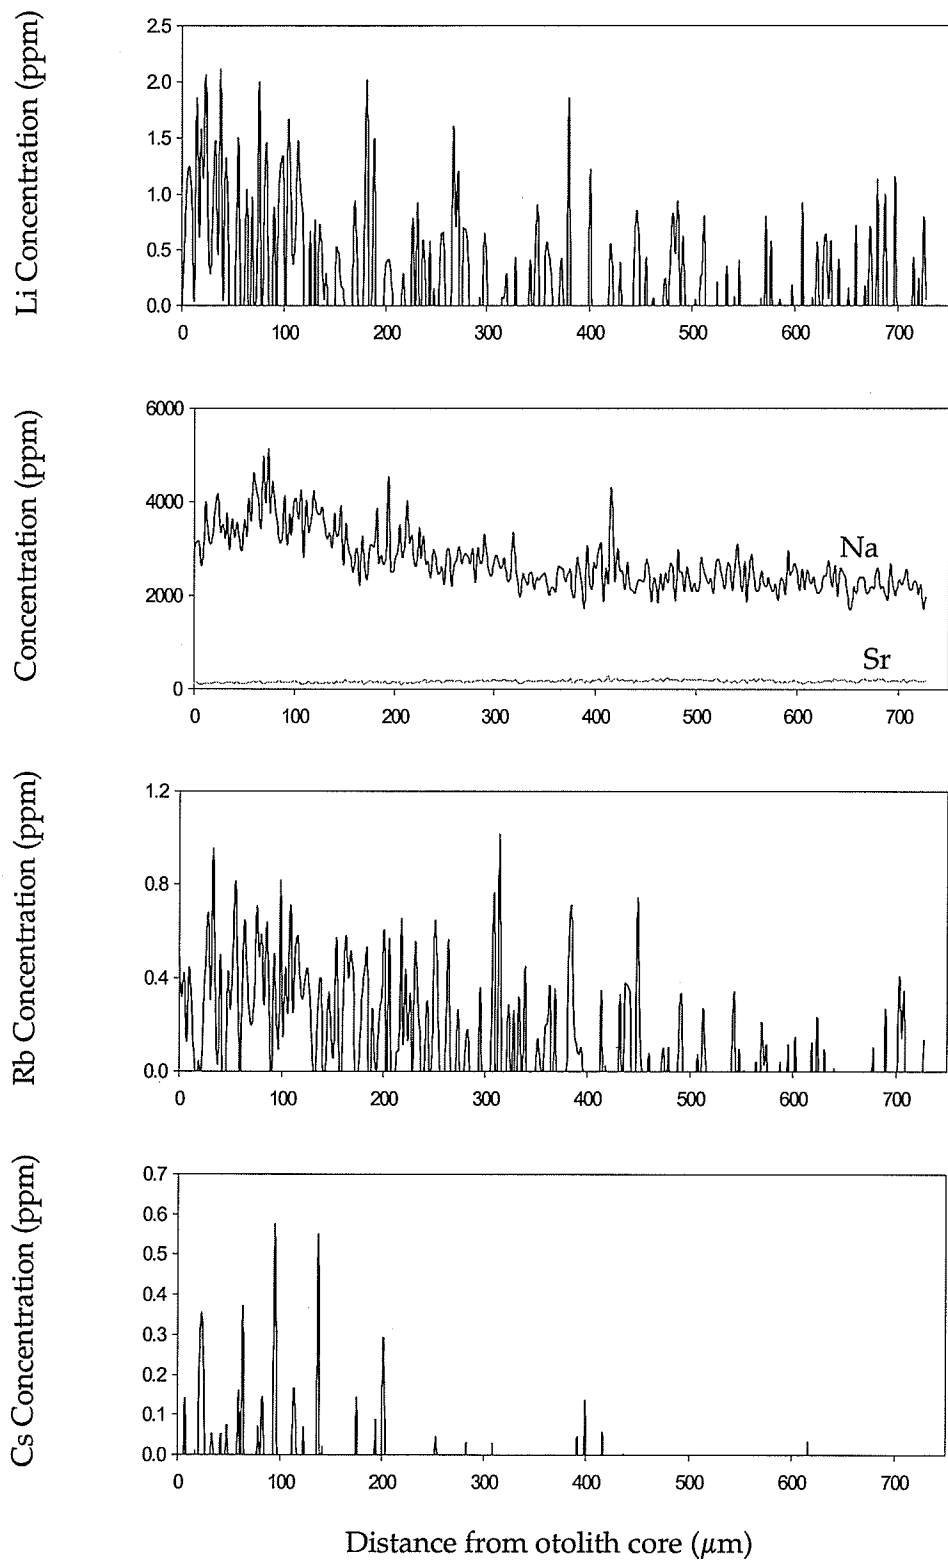 Li Concentration (ppm)
2.5
2.0
1.5
1.0
0.5
0.0
0 100 200 300 400 500 600 700
Concentration (ppm)
6000
4000
2000
0
Na
Sr
0 100 200 300 400 500 600 700
Rb Concentration (ppm)
1.2
0.8
0.4
0.0
0 100 200 300 400 500 600 700
Cs Concentration (ppm)
0.7
0.6
0.5
0.4
0.3
0.2
0.1
0.0
0 100 200 300 400 500 600 700
Distance from otolith core (μm)